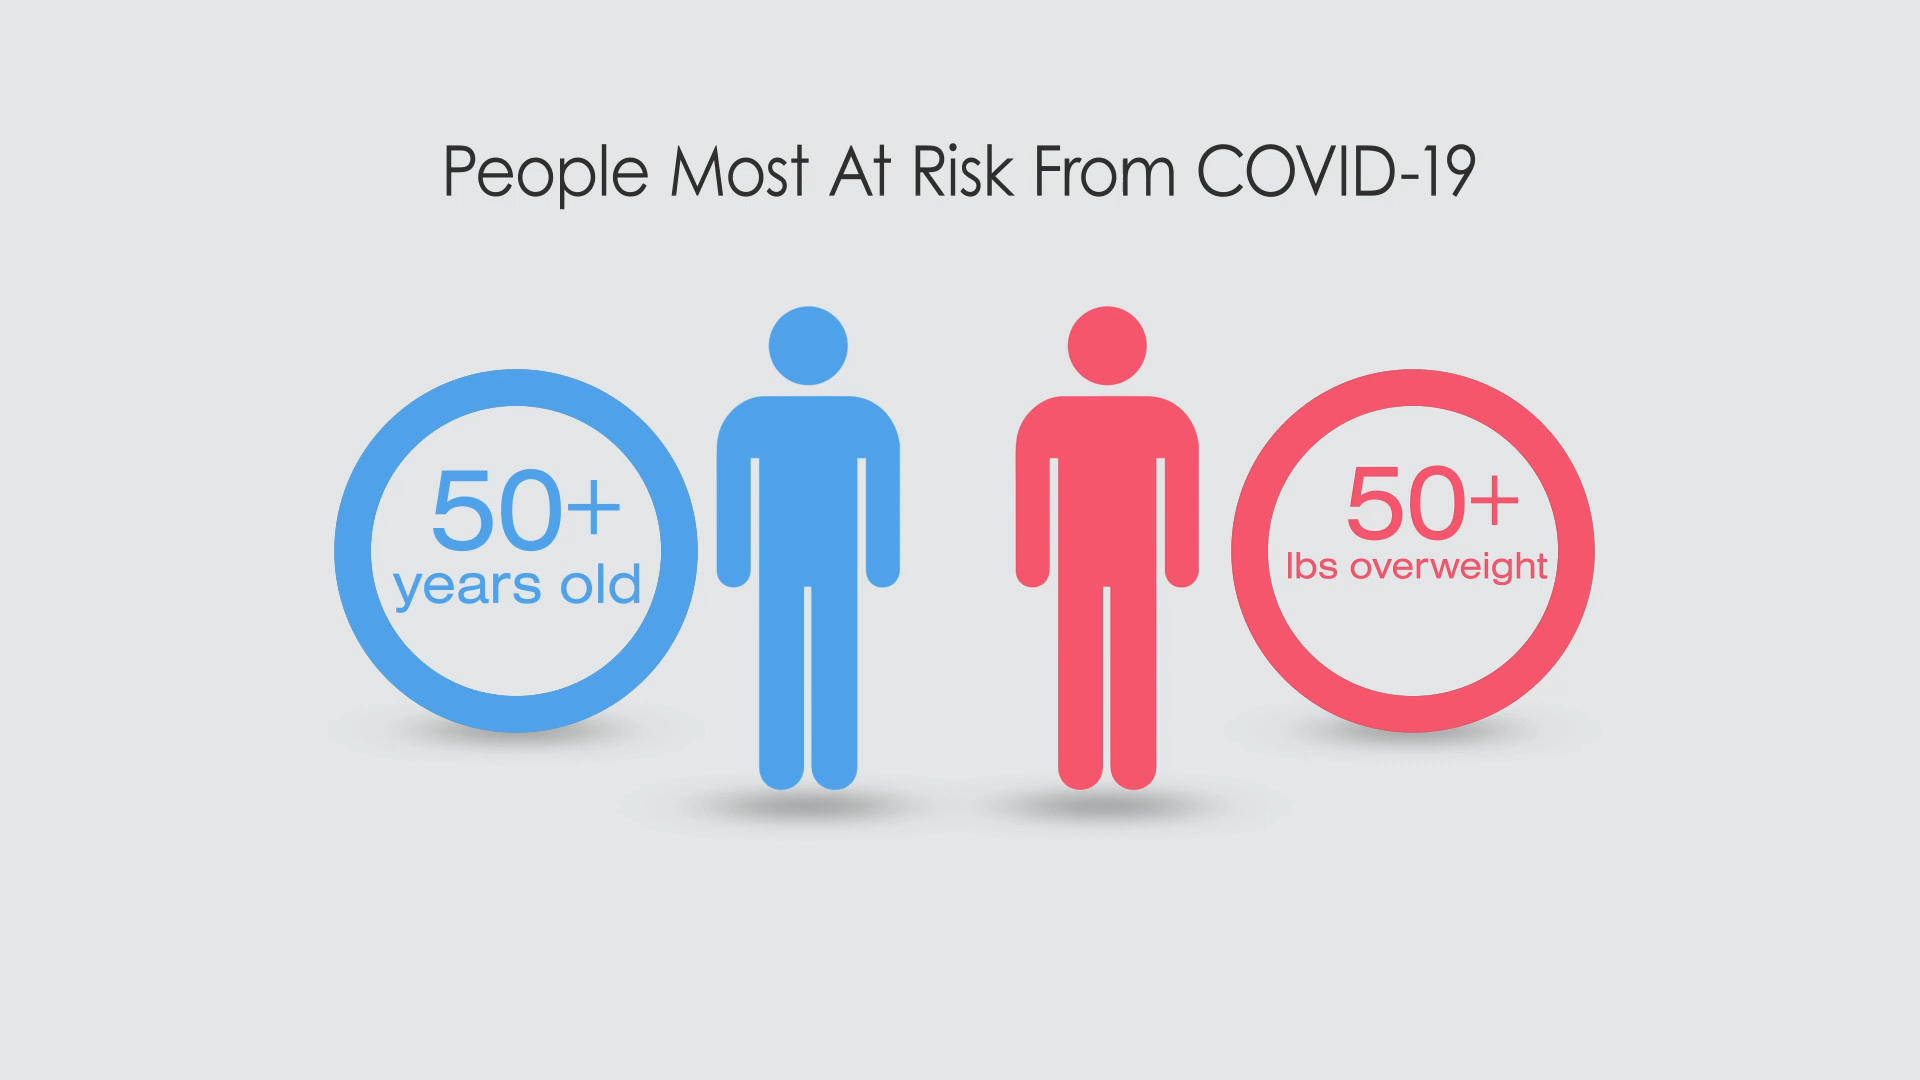 People Most At Risk From COVID-19
50+
years old
50+
lbs overweight